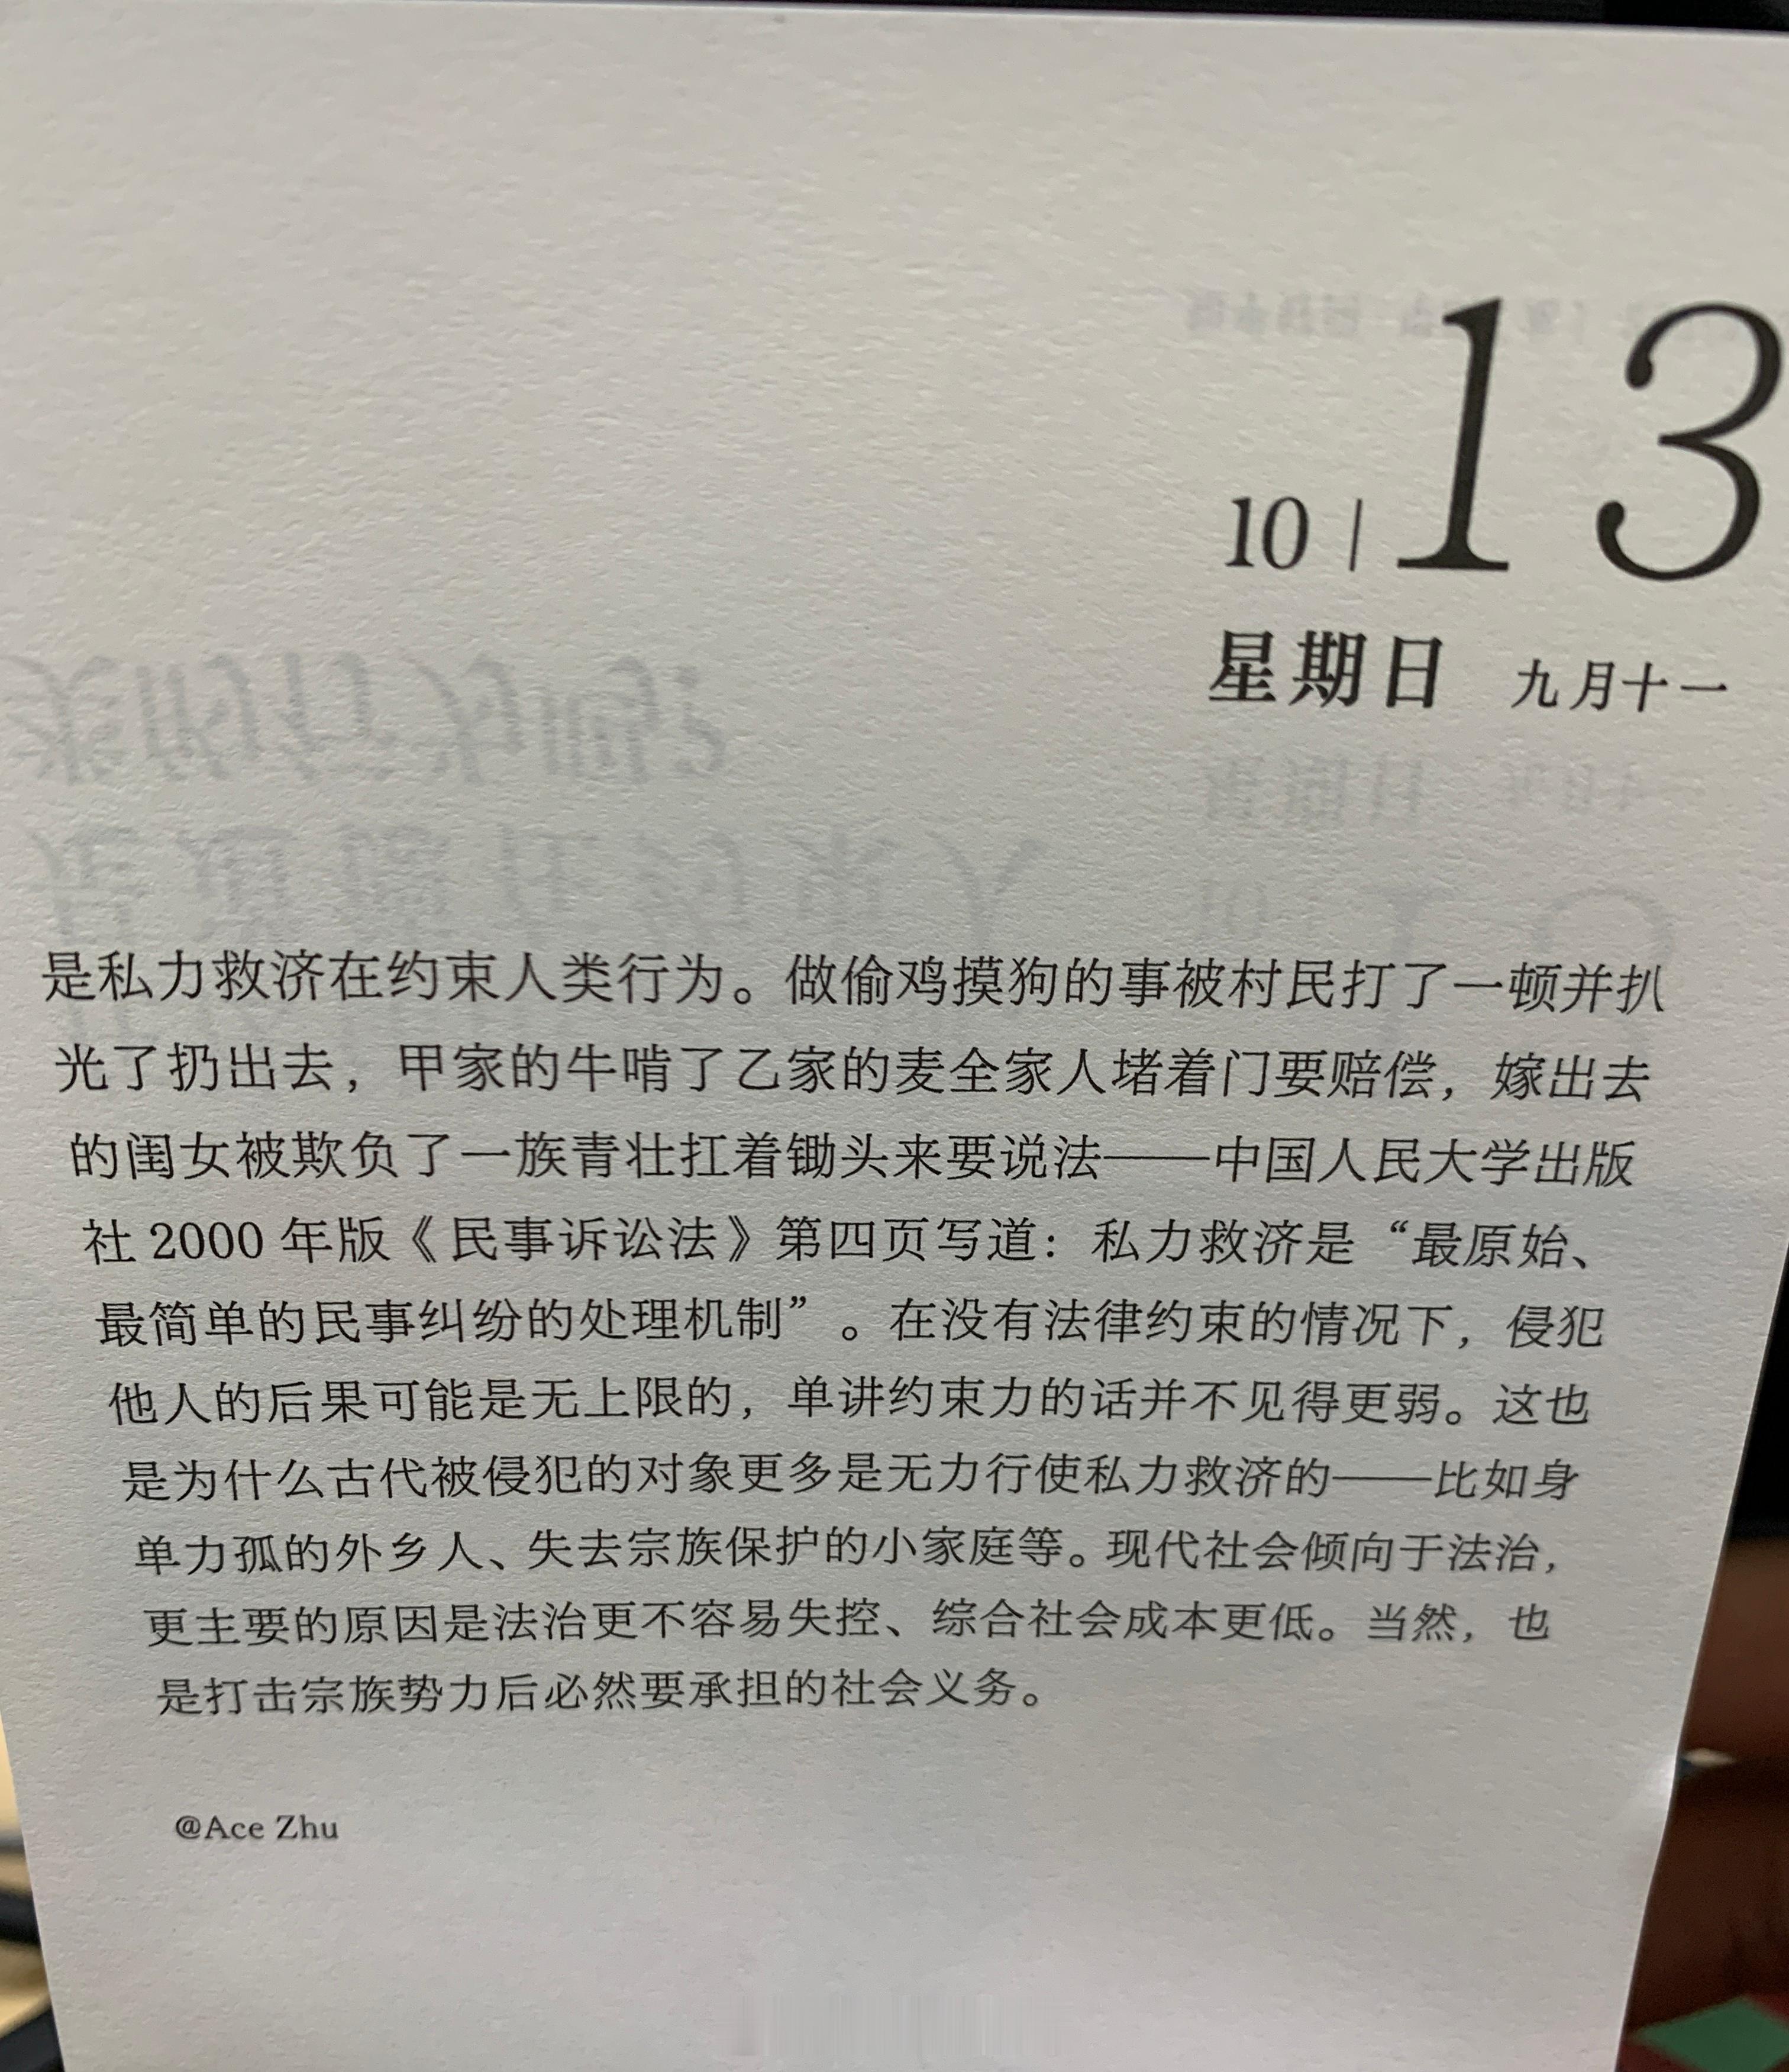 10 | 13
星期日 九月十一
是私力救济在约束人类行为。做偷鸡摸狗的事被村民打了一顿并扒
光了扔出去，甲家的牛啃了乙家的麦全家人堵着门要赔偿，嫁出去
的闺女被欺负了一族青壮扛着锄头来要说法——中国人民大学出版
社 2000 年版《民事诉讼法》第四页写道：私力救济是“最原始、
最简单的民事纠纷的处理机制”。在没有法律约束的情况下，侵犯
他人的后果可能是无上限的，单讲约束力的话并不见得更弱。这也
是为什么古代被侵犯的对象更多是无力行使私力救济的——比如身
单力孤的外乡人、失去宗族保护的小家庭等。现代社会倾向于法治，
更主要的原因是法治更不容易失控、综合社会成本更低。当然，也
是打击宗族势力后必然要承担的社会义务。
@Ace Zhu